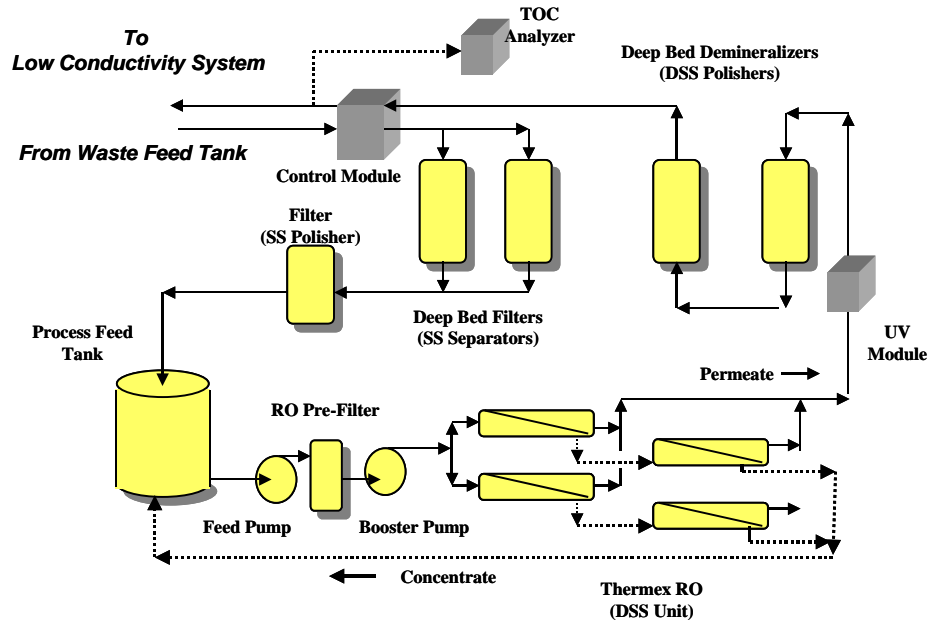 TOC
Analyzer
To
Low Conductivity System
Deep Bed Demineralizers
(DSS Polishers)
From Waste Feed Tank
Control Module
Filter
(SS Polisher)
Deep Bed Filters
(SS Separators)
Process Feed
Tank
UV
Module
Permeate
RO Pre-Filter
Feed Pump
Booster Pump
Concentrate
Thermex RO
(DSS Unit)